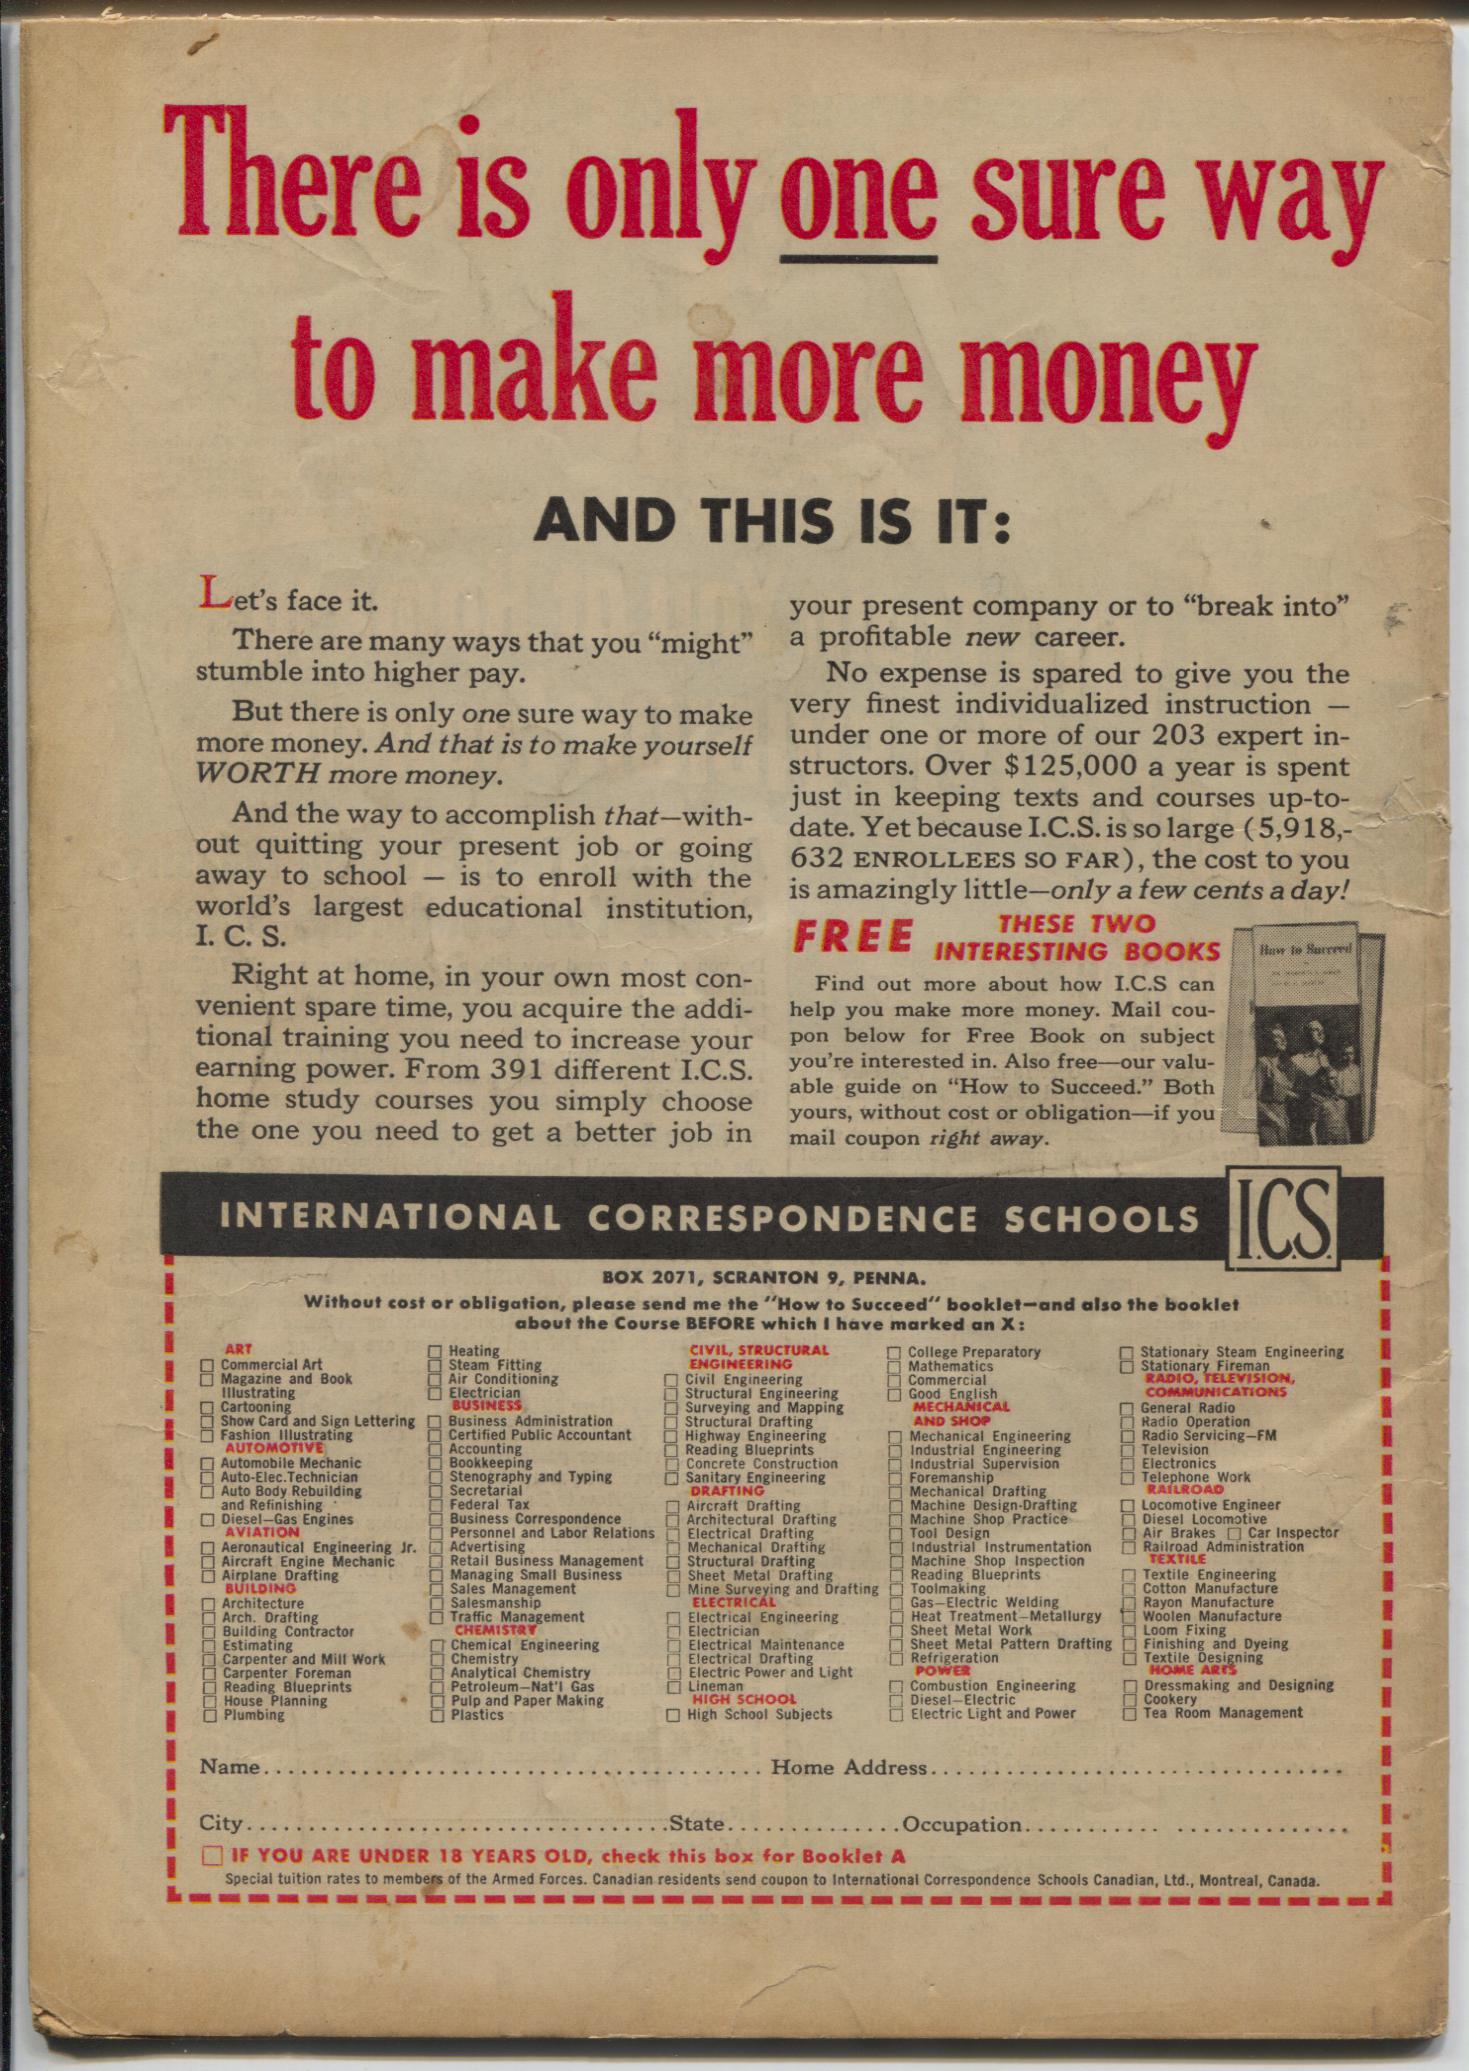 There is only one sure way
to make more money
AND THIS IS IT:
Let's face it.
There are many ways that you “might”
stumble into higher pay.
But there is only one sure way to make
more money. And that is to make yourself
WORTH more money.
And the way to accomplish that—with-
out quitting your present job or going
away to school — is to enroll with the
world's largest educational institution,
I. C. S.
Right at home, in your own most con-
venient spare time, you acquire the addi-
tional training you need to increase your
earning power. From 391 different I.C.S.
home study courses you simply choose
the one you need to get a better job in
your present company or to “break into”
a profitable new career.
No expense is spared to give you the
very finest individualized instruction —
under one or more of our 203 expert in-
structors. Over $125,000 a year is spent
just in keeping texts and courses up-to-
date. Yet because I.C.S. is so large (5,918,-
632 ENROLLEES SO FAR), the cost to you
is amazingly little—only a few cents a day!
FREE THESE TWO
INTERESTING BOOKS
Find out more about how I.C.S can
help you make more money. Mail cou-
pon below for Free Book on subject
you're interested in. Also free—our valu-
able guide on “How to Succeed.” Both
yours, without cost or obligation—if you
mail coupon right away.
How to Succeed
INTERNATIONAL CORRESPONDENCE SCHOOLS
I.C.S.
BOX 2071, SCRANTON 9, PENNA.
Without cost or obligation, please send me the “How to Succeed” booklet—and also the booklet
about the Course BEFORE which I have marked an X:
ART
Commercial Art
Magazine and Book
Illustrating
Cartooning
Show Card and Sign Lettering
Fashion Illustrating
AUTOMOTIVE
Automobile Mechanic
Auto-Elec.Technician
Auto Body Rebuilding
and Refinishing
Diesel—Gas Engines
AVIATION
Aeronautical Engineering Jr.
Aircraft Engine Mechanic
Airplane Drafting
BUILDING
Architecture
Arch. Drafting
Building Contractor
Estimating
Carpenter and Mill Work
Carpenter Foreman
Reading Blueprints
House Planning
Plumbing
Heating
Steam Fitting
Air Conditioning
Electrician
BUSINESS
Business Administration
Certified Public Accountant
Accounting
Bookkeeping
Stenography and Typing
Secretarial
Federal Tax
Business Correspondence
Personnel and Labor Relations
Advertising
Retail Business Management
Managing Small Business
Sales Management
Salesmanship
Traffic Management
CHEMISTRY
Chemical Engineering
Chemistry
Analytical Chemistry
Petroleum—Nat'l Gas
Pulp and Paper Making
Plastics
CIVIL, STRUCTURAL
ENGINEERING
Civil Engineering
Structural Engineering
Surveying and Mapping
Structural Drafting
Highway Engineering
Reading Blueprints
Concrete Construction
Sanitary Engineering
DRAFTING
Aircraft Drafting
Architectural Drafting
Electrical Drafting
Mechanical Drafting
Structural Drafting
Sheet Metal Drafting
Mine Surveying and Drafting
ELECTRICAL
Electrical Engineering
Electrician
Electrical Maintenance
Electrical Drafting
Electric Power and Light
Lineman
HIGH SCHOOL
High School Subjects
College Preparatory
Mathematics
Commercial
Good English
MECHANICAL
AND SHOP
Mechanical Engineering
Industrial Engineering
Industrial Supervision
Foremanship
Mechanical Drafting
Machine Design-Drafting
Machine Shop Practice
Tool Design
Industrial Instrumentation
Machine Shop Inspection
Reading Blueprints
Toolmaking
Gas—Electric Welding
Heat Treatment—Metallurgy
Sheet Metal Work
Sheet Metal Pattern Drafting
Refrigeration
POWER
Combustion Engineering
Diesel—Electric
Electric Light and Power
Stationary Steam Engineering
Stationary Fireman
RADIO, TELEVISION,
COMMUNICATIONS
General Radio
Radio Operation
Radio Servicing—FM
Television
Electronics
Telephone Work
RAILROAD
Locomotive Engineer
Diesel Locomotive
Air Brakes Car Inspector
Railroad Administration
TEXTILE
Textile Engineering
Cotton Manufacture
Rayon Manufacture
Woolen Manufacture
Loom Fixing
Finishing and Dyeing
Textile Designing
HOME ARTS
Dressmaking and Designing
Cookery
Tea Room Management
Name........................................ Home Address.................................
City..................................State..............Occupation...........................
IF YOU ARE UNDER 18 YEARS OLD, check this box for Booklet A
Special tuition rates to members of the Armed Forces. Canadian residents send coupon to International Correspondence Schools Canadian, Ltd., Montreal, Canada.